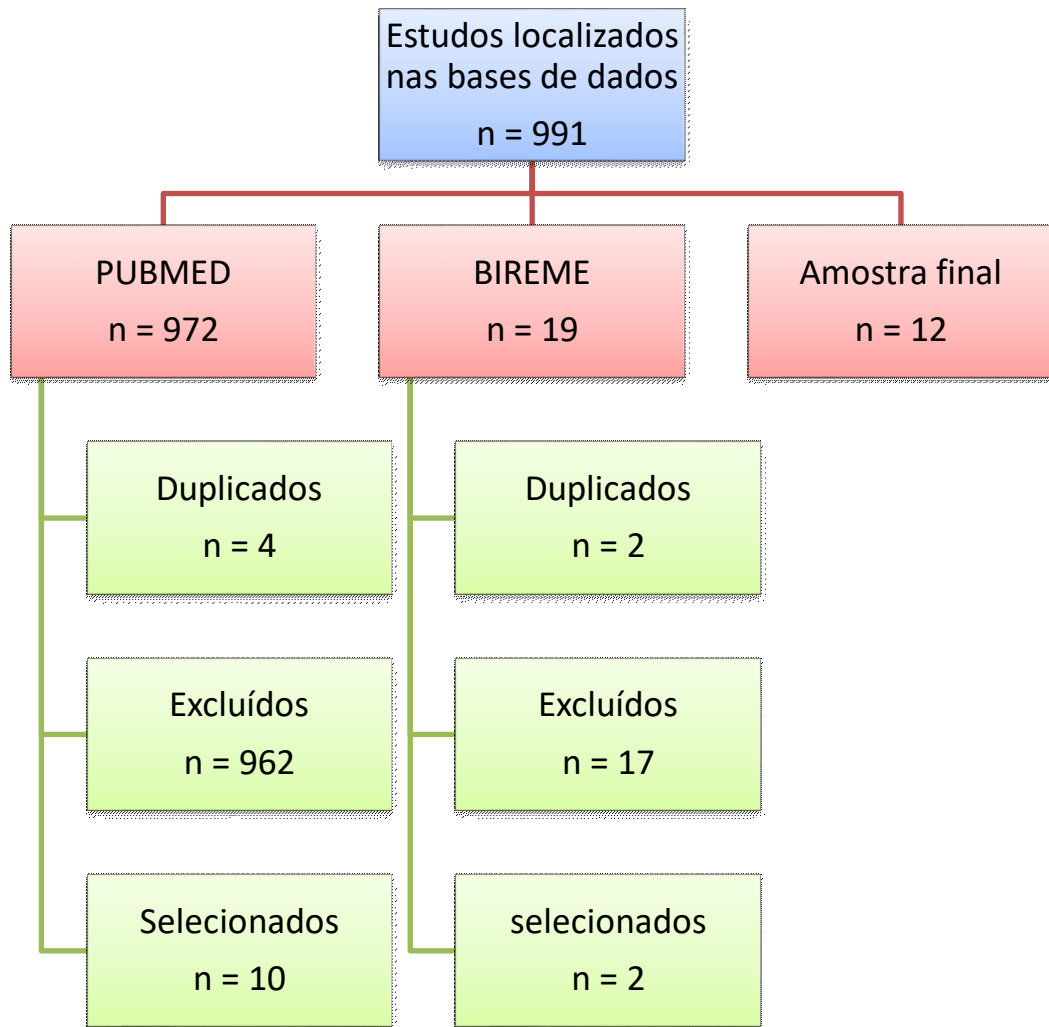 Estudos localizados
nas bases de dados
n = 991
PUBMED
n = 972
BIREME
n = 19
Amostra final
n = 12
Duplicados
n = 4
Duplicados
n = 2
Excluídos
n = 962
Excluídos
n = 17
Selecionados
n = 10
selecionados
n = 2